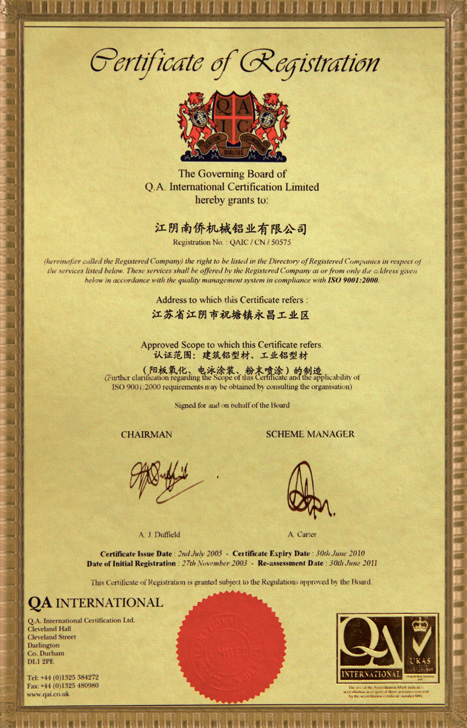 Certificate of Registration
QA
IC
The Governing Board of
Q.A. International Certification Limited
hereby grants to:
江阴南侨机械铝业有限公司
Registration No. : QAIC / CN / 50575
(hereinafter called the Registered Company) the right to be listed in the Directory of Registered Companies in respect of
the services listed below. These services shall be offered by the Registered Company at or from only the address given
below in accordance with the quality management system in compliance with ISO 9001:2000.
Address to which this Certificate refers :
江苏省江阴市祝塘镇永昌工业区
Approved Scope to which this Certificate refers
认证范围：建筑铝型材、工业铝型材
（阳极氧化、电泳涂装、粉末喷涂）的制造
(Further clarification regarding the Scope of this Certificate and the applicability of
ISO 9001:2000 requirements may be obtained by consulting the organisation)
Signed for and on behalf of the Board
CHAIRMAN SCHEME MANAGER
A. J. Duffield A. Carter
Certificate Issue Date : 2nd July 2005 - Certificate Expiry Date : 30th June 2010
Date of Initial Registration : 27th November 2003 - Re-assessment Date : 30th June 2011
This Certificate of Registration is granted subject to the Regulations approved by the Board.
QA INTERNATIONAL
Q.A. International Certification Ltd.
Cleveland Hall
Cleveland Street
Darlington
Co. Durham
DL1 2PE
Tel: +44 (0)1325 384272
Fax: +44 (0)1325 480980
www.qai.co.uk
QA
INTERNATIONAL
UKAS